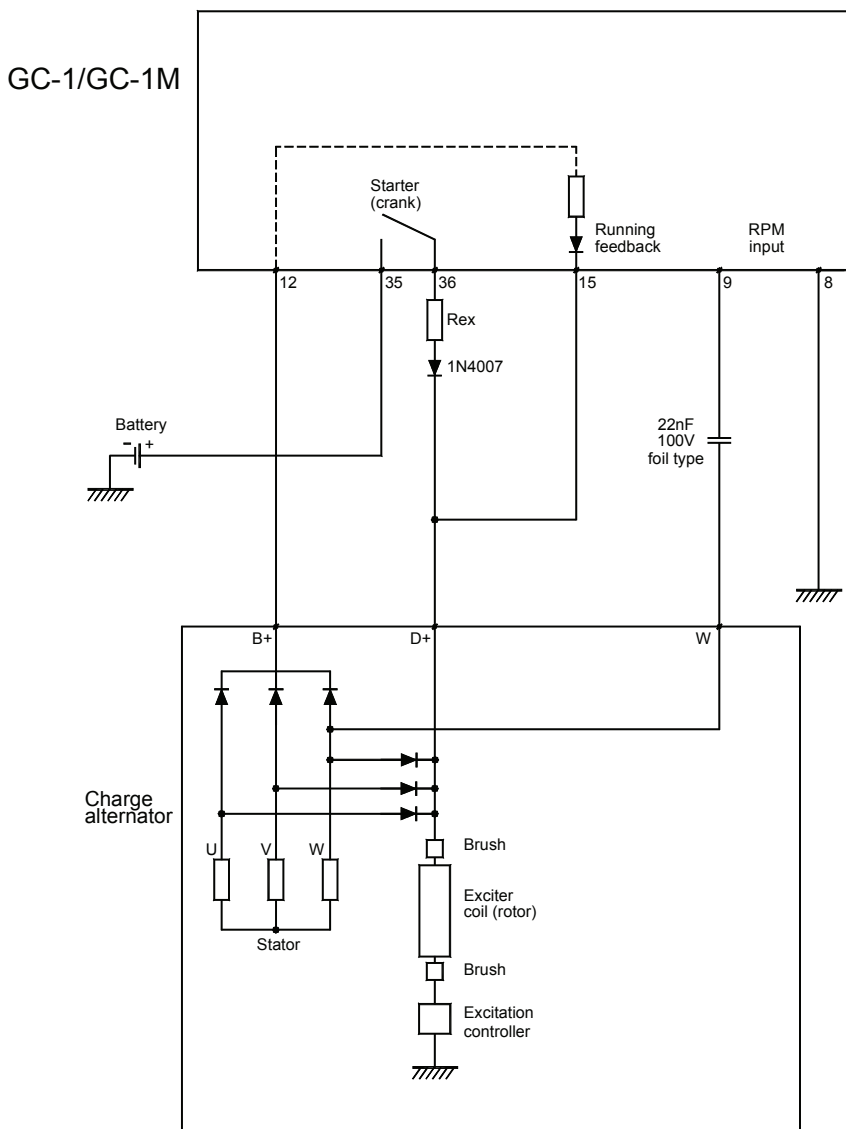 GC-1/GC-1M
Starter
(crank)
Running
feedback
RPM
input
12
35
36
15
9
8
Rex
1N4007
Battery
- +
22nF
100V
foil type
B+
D+
W
Charge
alternator
U
V
W
Stator
Brush
Exciter
coil (rotor)
Brush
Excitation
controller